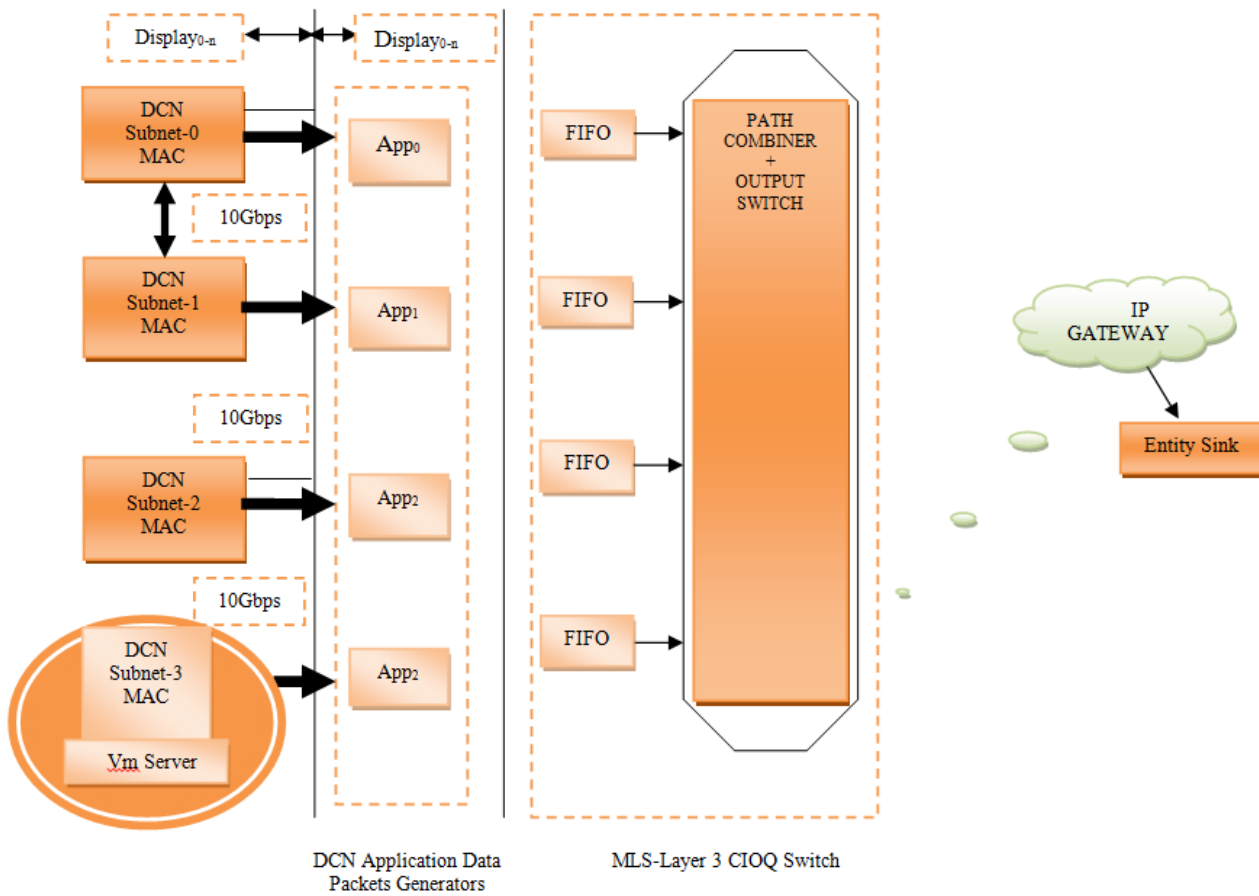 Display0-n
Display0-n
DCN
Subnet-0
MAC
App0
FIFO
PATH
COMBINER
+
OUTPUT
SWITCH
10Gbps
DCN
Subnet-1
MAC
App1
FIFO
IP
GATEWAY
10Gbps
Entity Sink
DCN
Subnet-2
MAC
App2
FIFO
10Gbps
DCN
Subnet-3
MAC
App2
FIFO
Vm Server
DCN Application Data
Packets Generators
MLS-Layer 3 CIOQ Switch